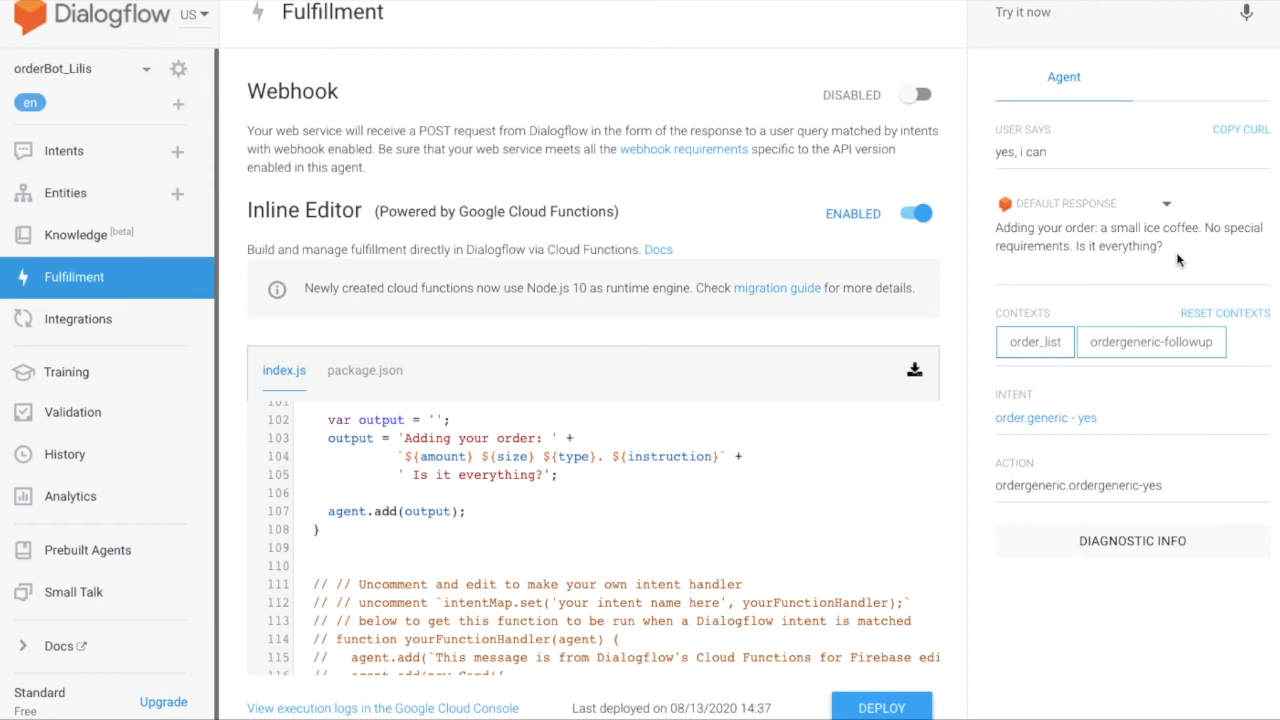 Dialogflow
US
orderBot_Lilis
en
Intents
Entities
Knowledge [beta]
Fulfillment
Integrations
Training
Validation
History
Analytics
Prebuilt Agents
Small Talk
Docs
Standard
Free
Upgrade
Fulfillment
Webhook
DISABLED
Your web service will receive a POST request from Dialogflow in the form of the response to a user query matched by intents
with webhook enabled. Be sure that your web service meets all the webhook requirements specific to the API version
enabled in this agent.
Inline Editor (Powered by Google Cloud Functions)
ENABLED
Build and manage fulfillment directly in Dialogflow via Cloud Functions. Docs
Newly created cloud functions now use Node.js 10 as runtime engine. Check migration guide for more details.
index.js package.json
101
102 var output = '';
103 output = 'Adding your order: ' +
104 `${amount} ${size} ${type}. ${instruction}` +
105 ' Is it everything?';
106
107 agent.add(output);
108 }
109
110
111 // // Uncomment and edit to make your own intent handler
112 // // uncomment `intentMap.set('your intent name here', yourFunctionHandler);`
113 // // below to get this function to be run when a Dialogflow intent is matched
114 // function yourFunctionHandler(agent) {
115 // agent.add(`This message is from Dialogflow's Cloud Functions for Firebase edi
116 // agent.add(new Card({
View execution logs in the Google Cloud Console
Last deployed on 08/13/2020 14:37
DEPLOY
Try it now
Agent
USER SAYS
COPY CURL
yes, i can
DEFAULT RESPONSE
Adding your order: a small ice coffee. No special
requirements. Is it everything?
CONTEXTS
RESET CONTEXTS
order_list
ordergeneric-followup
INTENT
order.generic - yes
ACTION
ordergeneric.ordergeneric-yes
DIAGNOSTIC INFO